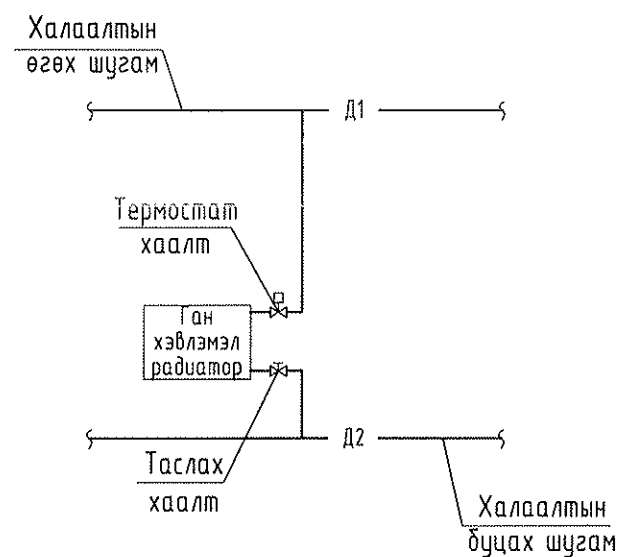 Халаалтын
өгөх шугам
Д1
Термостат
хаалт
Ган
хэвлэмэл
радиатор
Д2
Таслах
хаалт
Халаалтын
буцах шугам